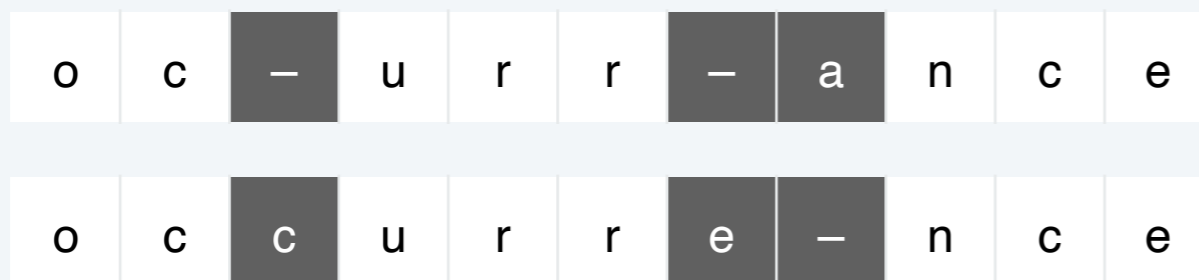 o c – u r r – a n c e
o c c u r r e – n c e